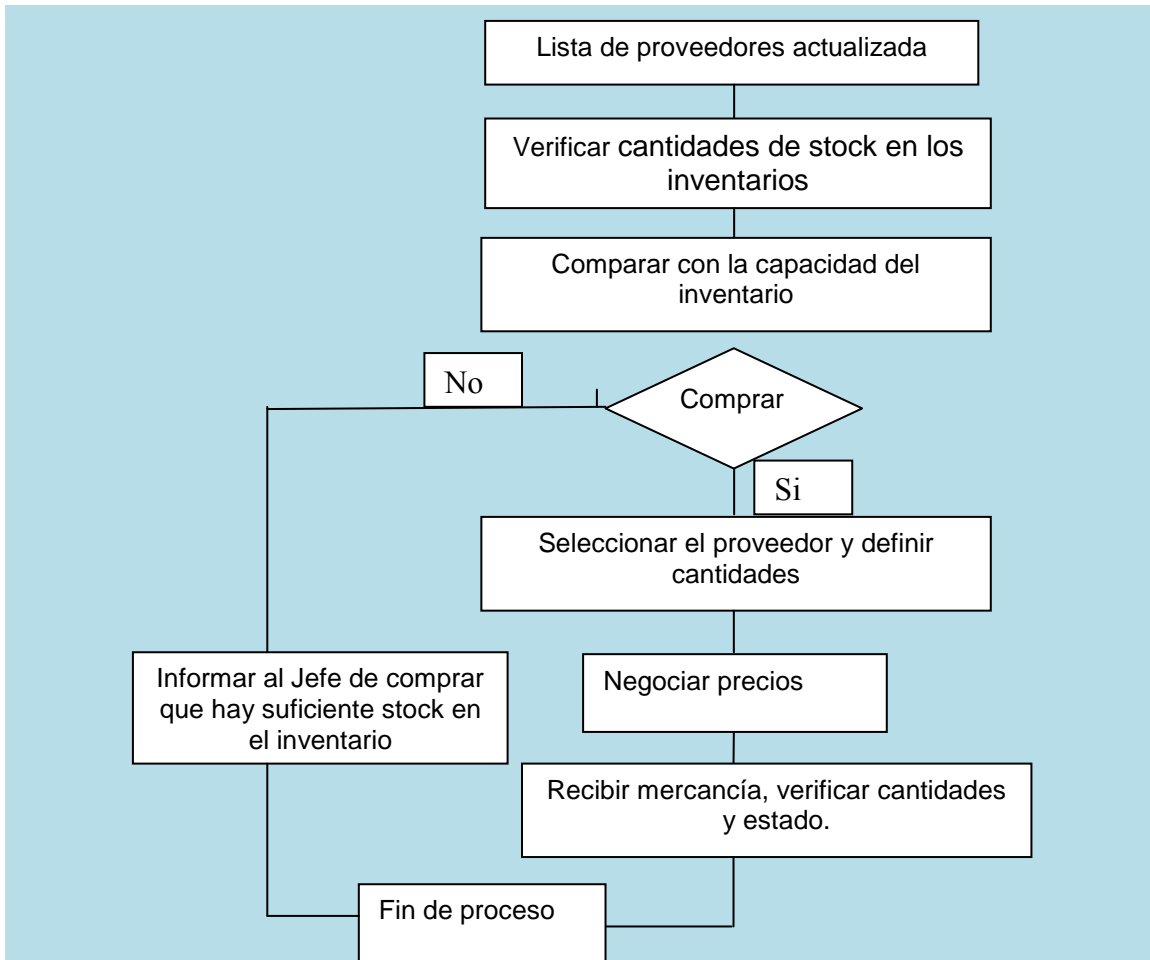 Lista de proveedores actualizada
Verificar cantidades de stock en los
inventarios
Comparar con la capacidad del
inventario
No
Comprar
Si
Seleccionar el proveedor y definir
cantidades
Informar al Jefe de comprar
que hay suficiente stock en
el inventario
Negociar precios
Recibir mercancía, verificar cantidades
y estado.
Fin de proceso